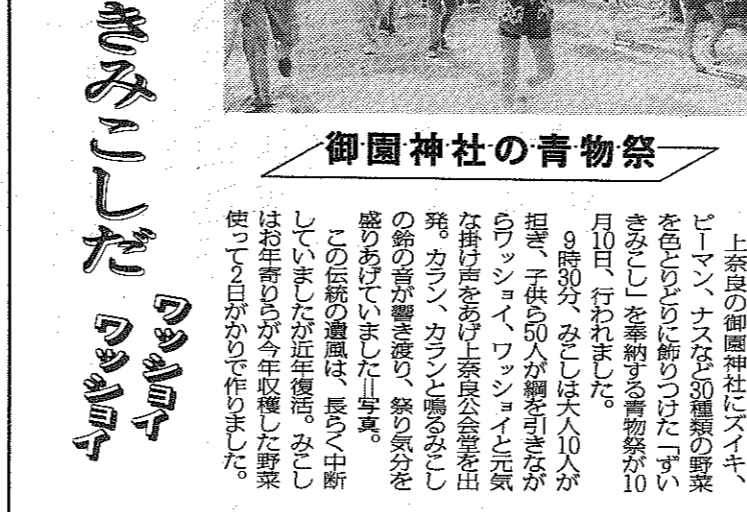 きみこしだ
ワッショイ
ワッショイ
御園神社の青物祭
上奈良の御園神社にズイキ、
ピーマン、ナスなど30種類の野菜
を色とりどりに飾りつけた「ずい
きみこし」を奉納する青物祭が10
月10日、行われました。
9時30分、みこしは大人10人が
担ぎ、子供ら50人が綱を引きなが
らワッショイ、ワッショイと元気
な掛け声をあげ上奈良公会堂を出
発。カラン、カランと鳴るみこし
の鈴の音が響き渡り、祭り気分を
盛りあげていました=写真。
この伝統の遺風は、長らく中断
していましたが近年復活。みこし
はお年寄りらが今年収穫した野菜
使って2日がかりで作りました。